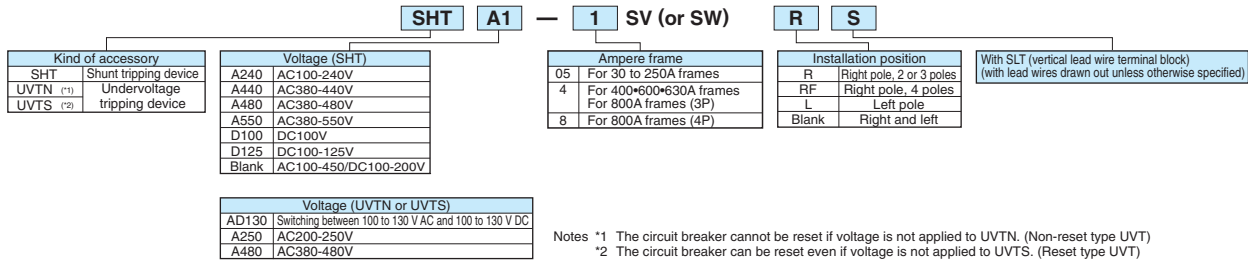 SHT A1 — 1 SV (or SW) R S
Kind of accessory
SHT Shunt tripping device
UVTN (*1) Undervoltage
UVTS (*2) tripping device
Voltage (SHT)
A240 AC100-240V
A440 AC380-440V
A480 AC380-480V
A550 AC380-550V
D100 DC100V
D125 DC100-125V
Blank AC100-450/DC100-200V
Ampere frame
05 For 30 to 250A frames
4 For 400•600•630A frames
For 800A frames (3P)
8 For 800A frames (4P)
Installation position
R Right pole, 2 or 3 poles
RF Right pole, 4 poles
L Left pole
Blank Right and left
With SLT (vertical lead wire terminal block)
(with lead wires drawn out unless otherwise specified)
Voltage (UVTN or UVTS)
AD130 Switching between 100 to 130 V AC and 100 to 130 V DC
A250 AC200-250V
A480 AC380-480V
Notes *1 The circuit breaker cannot be reset if voltage is not applied to UVTN. (Non-reset type UVT)
*2 The circuit breaker can be reset even if voltage is not applied to UVTS. (Reset type UVT)